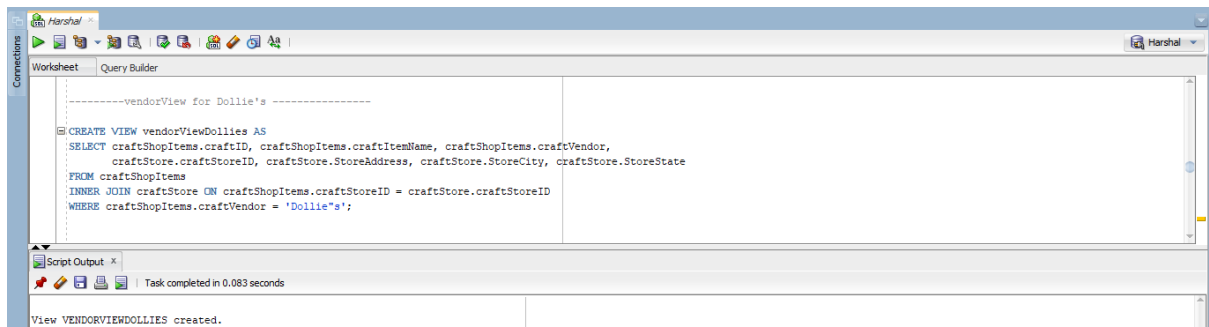 Harshal
Connections
Harshal
Worksheet Query Builder
---------vendorView for Dollie's ----------------
CREATE VIEW vendorViewDollies AS
SELECT craftShopItems.craftID, craftShopItems.craftItemName, craftShopItems.craftVendor,
craftStore.craftStoreID, craftStore.StoreAddress, craftStore.StoreCity, craftStore.StoreState
FROM craftShopItems
INNER JOIN craftStore ON craftShopItems.craftStoreID = craftStore.craftStoreID
WHERE craftShopItems.craftVendor = 'Dollie"s';
Script Output x
Task completed in 0.083 seconds
View VENDORVIEWDOLLIES created.